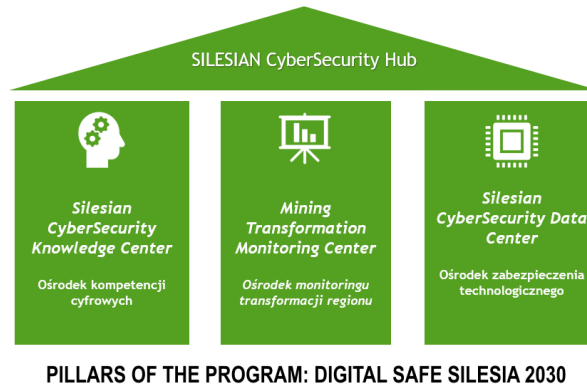 SILESIAN CyberSecurity Hub
Silesian
CyberSecurity
Knowledge Center
Ośrodek kompetencji
cyfrowych
Mining
Transformation
Monitoring Center
Ośrodek monitoringu
transformacji regionu
Silesian
CyberSecurity Data
Center
Ośrodek zabezpieczenia
technologicznego
PILLARS OF THE PROGRAM: DIGITAL SAFE SILESIA 2030